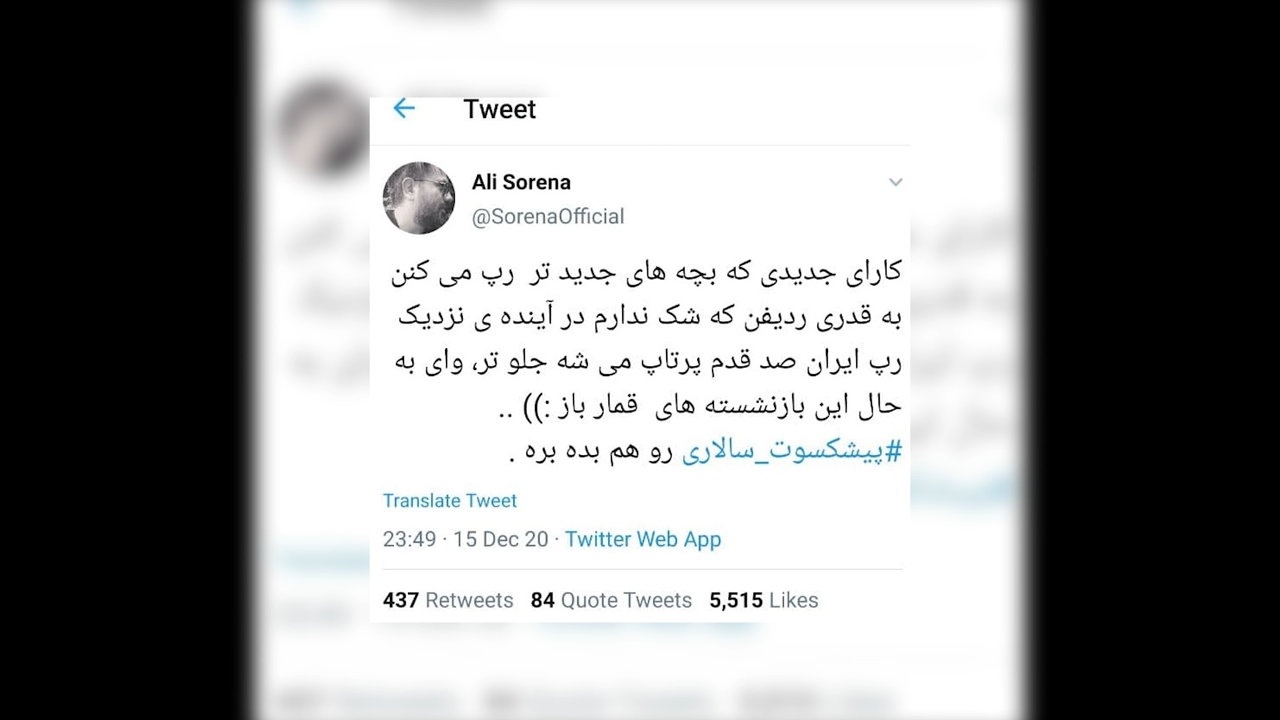 Tweet
Ali Sorena
@SorenaOfficial
کارای جدیدی که بچه های جدید تر رپ می کنن
به قدری ردیفن که شک ندارم در آینده ی نزدیک
رپ ایران صد قدم پرتاپ می شه جلو تر، وای به
حال این بازنشسته های قمار باز :)) ..
#پیشکسوت_سالاری رو هم بده بره .
Translate Tweet
23:49 · 15 Dec 20 · Twitter Web App
437 Retweets 84 Quote Tweets 5,515 Likes